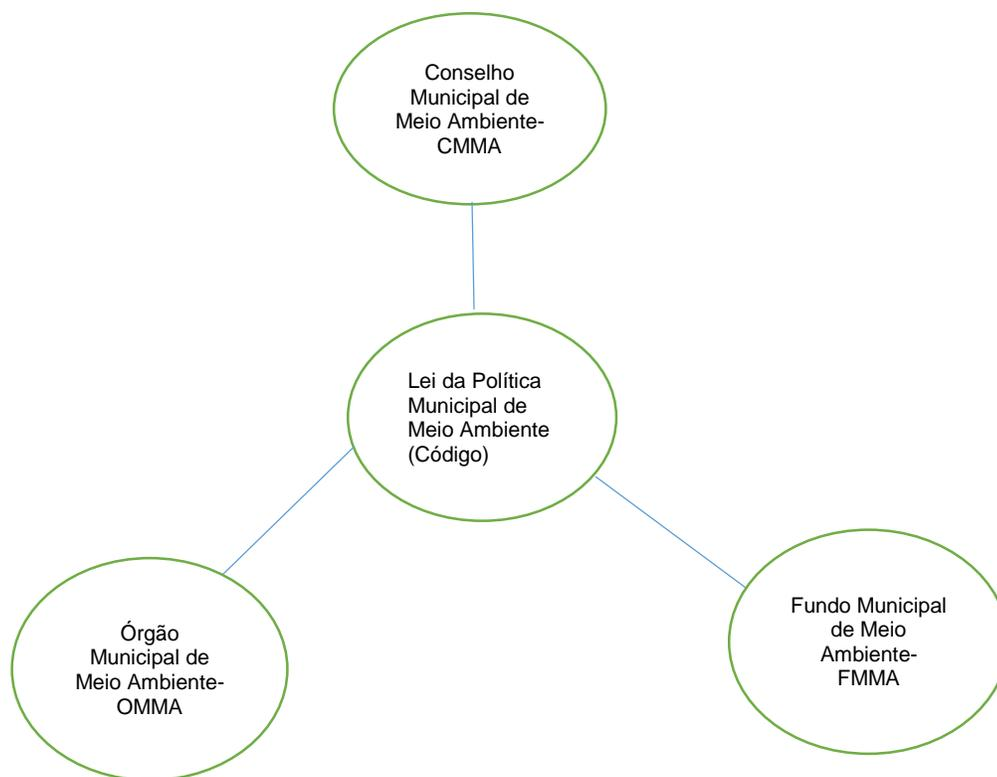 Conselho
Municipal de
Meio Ambiente-
CMMA
Lei da Política
Municipal de
Meio Ambiente
(Código)
Órgão
Municipal de
Meio Ambiente-
OMMA
Fundo Municipal
de Meio
Ambiente-
FMMA